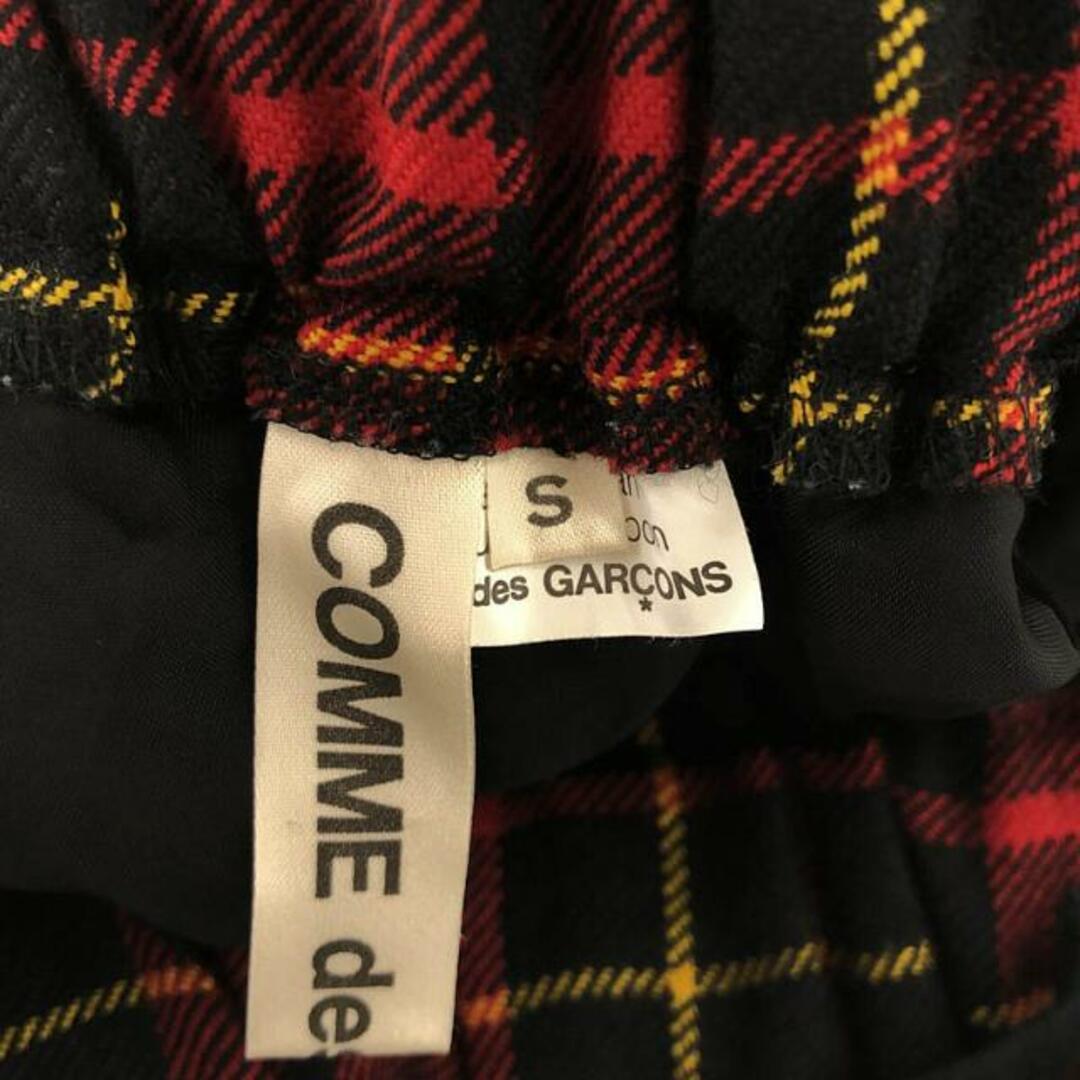 COMME de
S
des GARÇONS
*